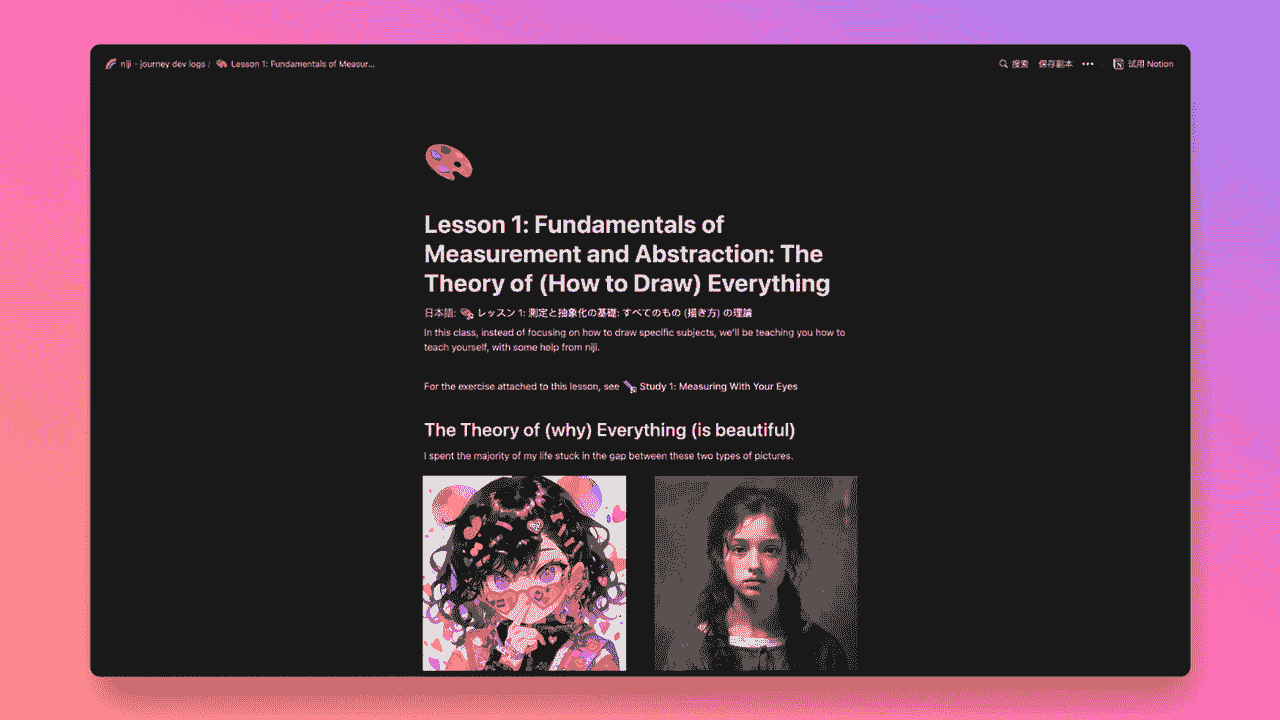 niji・journey dev logs / Lesson 1: Fundamentals of Measur...
搜索 保存副本 ••• 试用 Notion
Lesson 1: Fundamentals of
Measurement and Abstraction: The
Theory of (How to Draw) Everything
日本語: レッスン 1: 測定と抽象化の基礎: すべてのもの (描き方) の理論
In this class, instead of focusing on how to draw specific subjects, we'll be teaching you how to
teach yourself, with some help from niji.
For the exercise attached to this lesson, see Study 1: Measuring With Your Eyes
The Theory of (why) Everything (is beautiful)
I spent the majority of my life stuck in the gap between these two types of pictures.